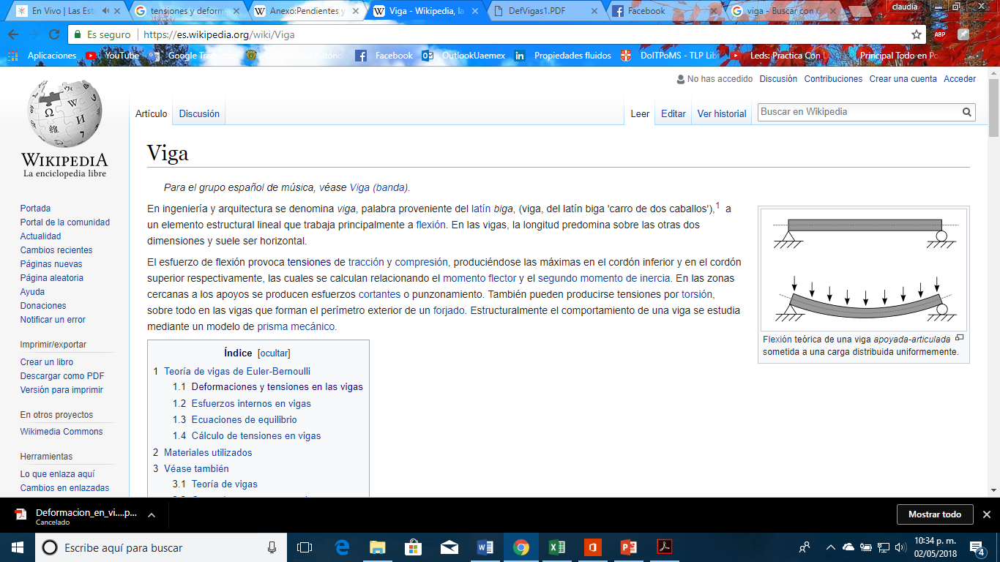 En Vivo | Las Est
tensiones y deform
Anexo:Pendientes y
Viga - Wikipedia, la
DefVigas1.PDF
Facebook
viga - Buscar con
claudia
Es seguro
https://es.wikipedia.org/wiki/Viga
ABP
Aplicaciones
YouTube
Google
Facebook
OutlookUaemex
Propiedades fluidos
DoITPoMS - TLP Lib
Leds: Practica Con L
Principal Todo en Po
No has accedido Discusión Contribuciones Crear una cuenta Acceder
Artículo Discusión
Leer Editar Ver historial
Buscar en Wikipedia
WIKIPEDIA
La enciclopedia libre
Portada
Portal de la comunidad
Actualidad
Cambios recientes
Páginas nuevas
Página aleatoria
Ayuda
Donaciones
Notificar un error
Imprimir/exportar
Crear un libro
Descargar como PDF
Versión para imprimir
En otros proyectos
Wikimedia Commons
Herramientas
Lo que enlaza aquí
Cambios en enlazadas
Viga
Para el grupo español de música, véase Viga (banda).
En ingeniería y arquitectura se denomina viga, palabra proveniente del latín biga, (viga, del latín biga 'carro de dos caballos'),1 a
un elemento estructural lineal que trabaja principalmente a flexión. En las vigas, la longitud predomina sobre las otras dos
dimensiones y suele ser horizontal.
El esfuerzo de flexión provoca tensiones de tracción y compresión, produciéndose las máximas en el cordón inferior y en el cordón
superior respectivamente, las cuales se calculan relacionando el momento flector y el segundo momento de inercia. En las zonas
cercanas a los apoyos se producen esfuerzos cortantes o punzonamiento. También pueden producirse tensiones por torsión,
sobre todo en las vigas que forman el perímetro exterior de un forjado. Estructuralmente el comportamiento de una viga se estudia
mediante un modelo de prisma mecánico.
Flexión teórica de una viga apoyada-articulada
sometida a una carga distribuida uniformemente.
Índice [ocultar]
1 Teoría de vigas de Euler-Bernoulli
1.1 Deformaciones y tensiones en las vigas
1.2 Esfuerzos internos en vigas
1.3 Ecuaciones de equilibrio
1.4 Cálculo de tensiones en vigas
2 Materiales utilizados
3 Véase también
3.1 Teoría de vigas
Deformacion_en_vi....p...
Cancelado
Mostrar todo
Escribe aquí para buscar
10:34 p. m.
02/05/2018
4